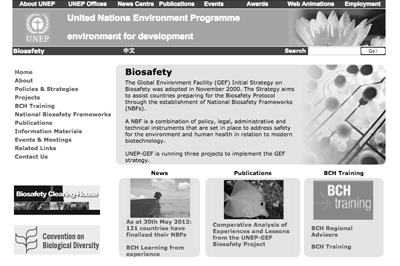 About UNEP UNEP Offices News Centre Publications Events Awards Web Animations Employment
UNEP
United Nations Environment Programme
environment for development
Biosafety 中文 Search Go!
Home
About
Policies & Strategies
Projects
BCH Training
National Biosafety Frameworks
Publications
Information Materials
Events & Meetings
Related Links
Contact Us
Biosafety Clearing-House
Convention on
Biological Diversity
Biosafety
The Global Environment Facility (GEF) Initial Strategy on
Biosafety was adopted in November 2000. The Strategy aims
to assist countries preparing for the Biosafety Protocol
through the establishment of National Biosafety Frameworks
(NBFs).
A NBF is a combination of policy, legal, administrative and
technical instruments that are set in place to address safety
for the environment and human health in relation to modern
biotechnology.
UNEP-GEF is running three projects to implement the GEF
strategy.
News
As at 30th May 2012:
121 countries have
finalized their NBFs
BCH Learning from
experience
Publications
Comparative Analysis of
Experiences and Lessons
from the UNEP-GEF
Biosafety Project
BCH Training
BCH
training
BCH Regional
Advisors
BCH Training